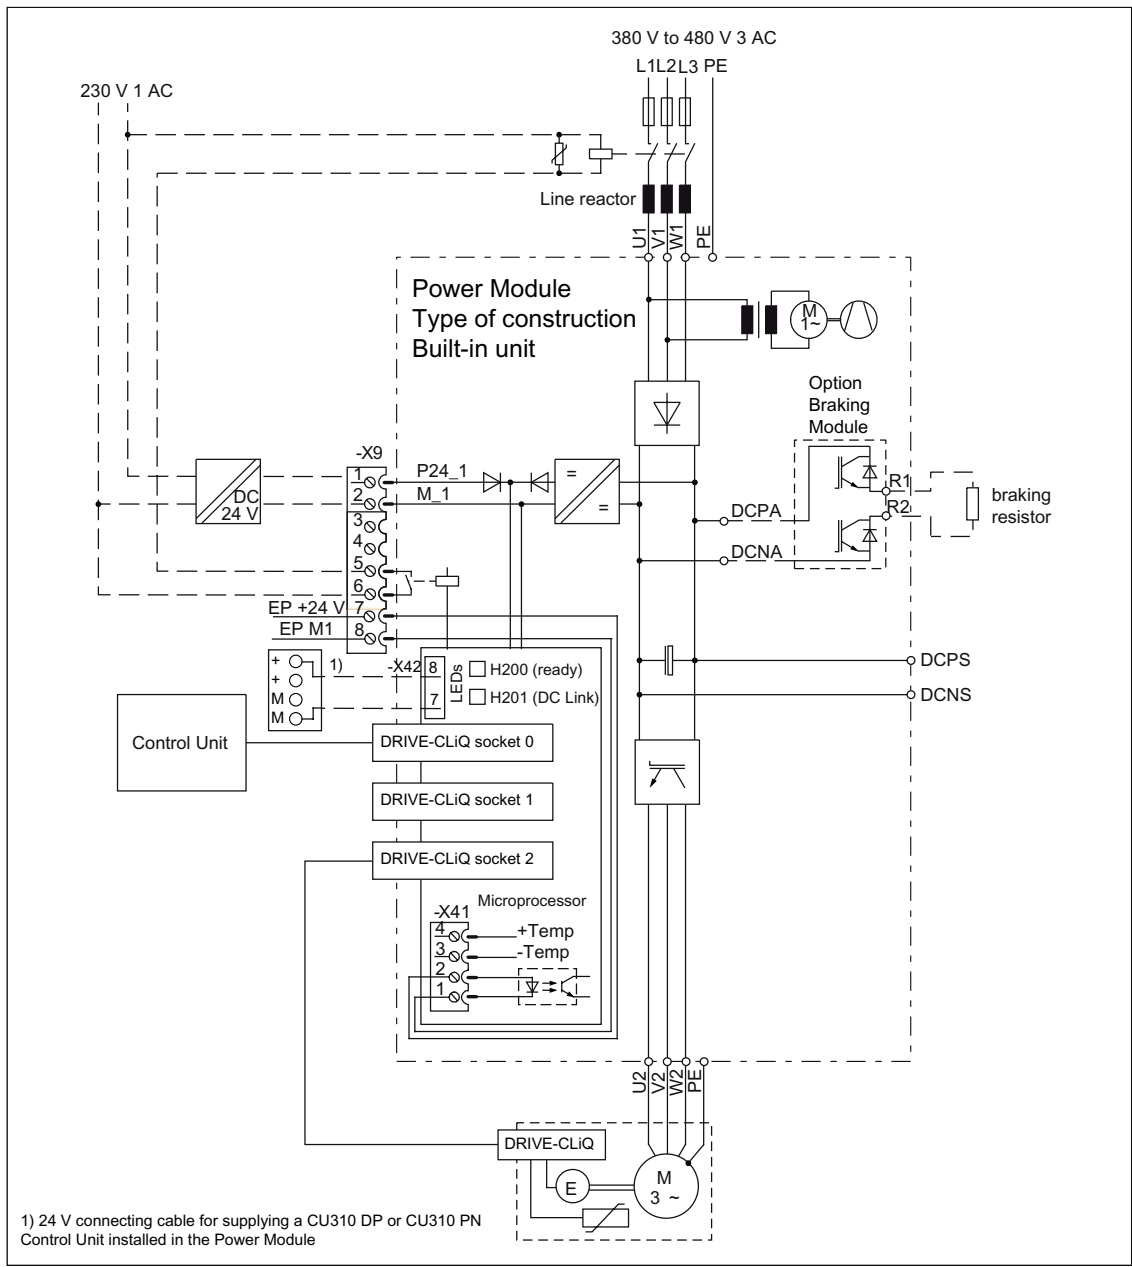 380 V to 480 V 3 AC
L1 L2 L3 PE
230 V 1 AC
Line reactor
U1
V1
W1
PE
Power Module
Type of construction
Built-in unit
M
1~
Option
Braking
Module
-X9
P24_1
M_1
DC
24 V
=
=
1
2
3
4
5
6
7
8
R1
R2
braking
resistor
DCPA
DCNA
EP +24 V
EP M1
+
+
M
M
1)
-X42
8
7
LEDs
H200 (ready)
H201 (DC Link)
DCPS
DCNS
Control Unit
DRIVE-CLiQ socket 0
DRIVE-CLiQ socket 1
DRIVE-CLiQ socket 2
Microprocessor
-X41
4
3
2
1
+Temp
-Temp
U2
V2
W2
PE
DRIVE-CLiQ
E
M
3 ~
1) 24 V connecting cable for supplying a CU310 DP or CU310 PN
Control Unit installed in the Power Module